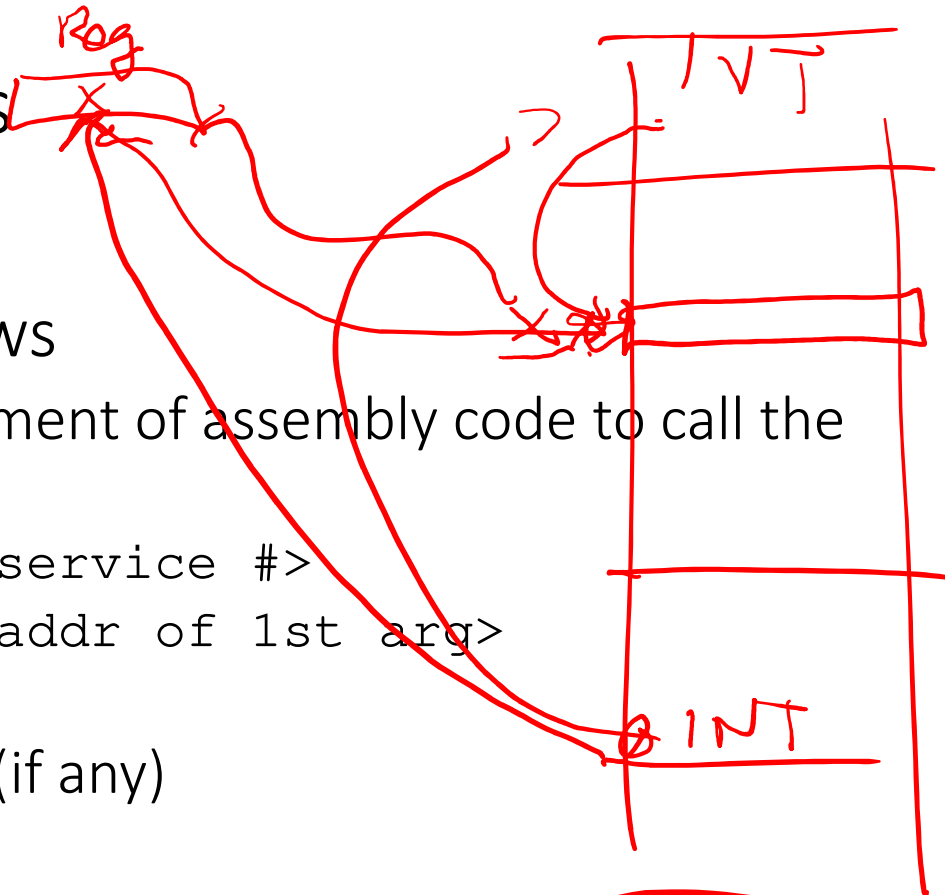 Reg
IVT
s
ws
ment of assembly code to call the
service #>
addr of 1st arg>
INT
(if any)